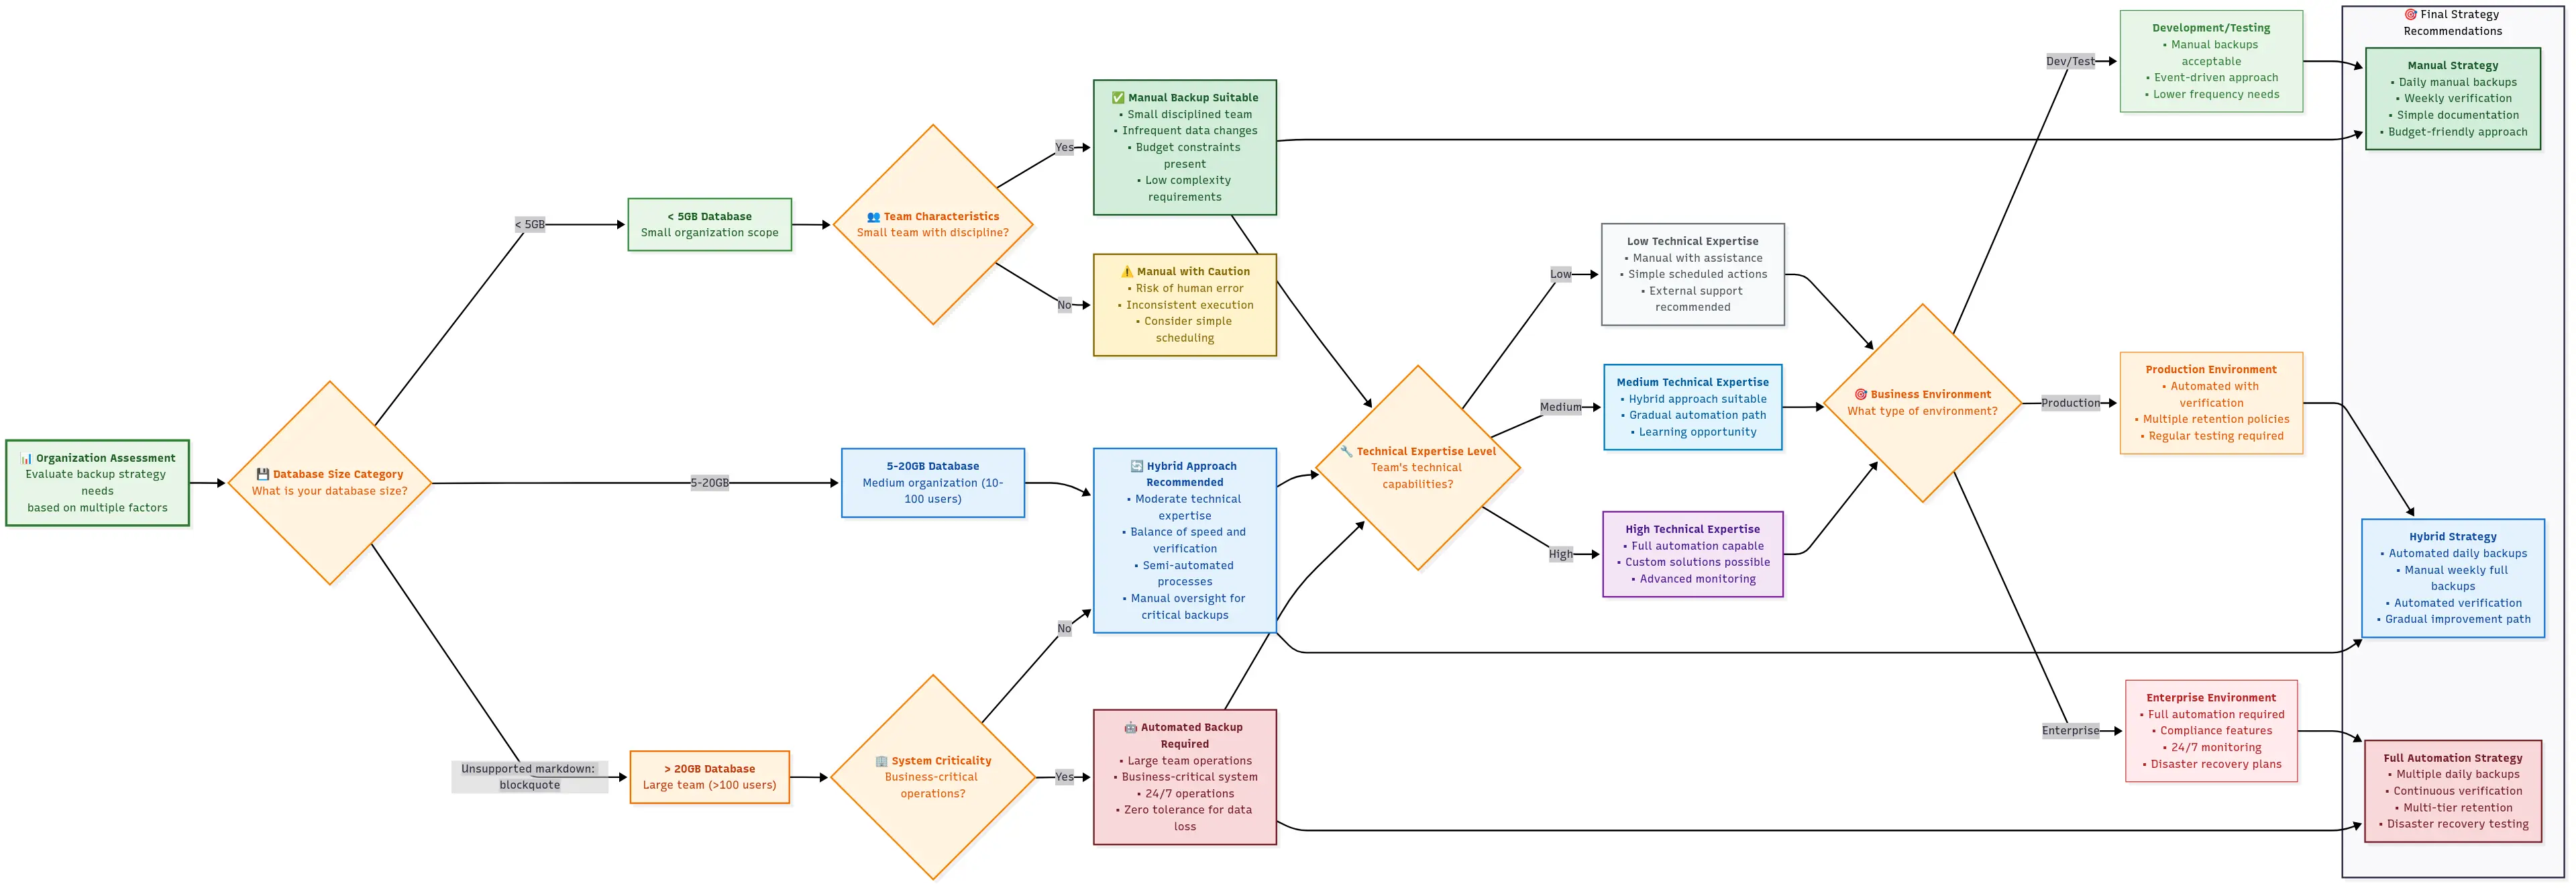 📊 Organization Assessment
Evaluate backup strategy
needs
based on multiple factors
💾 Database Size Category
What is your database size?
< 5GB
5-20GB
Unsupported markdown:
blockquote
< 5GB Database
Small organization scope
5-20GB Database
Medium organization (10-
100 users)
> 20GB Database
Large team (>100 users)
👥 Team Characteristics
Small team with discipline?
🏢 System Criticality
Business-critical
operations?
Yes
No
No
Yes
✅ Manual Backup Suitable
• Small disciplined team
• Infrequent data changes
• Budget constraints
present
• Low complexity
requirements
⚠️ Manual with Caution
• Risk of human error
• Inconsistent execution
• Consider simple
scheduling
🔄 Hybrid Approach
Recommended
• Moderate technical
expertise
• Balance of speed and
verification
• Semi-automated
processes
• Manual oversight for
critical backups
🤖 Automated Backup
Required
• Large team operations
• Business-critical system
• 24/7 operations
• Zero tolerance for data
loss
🔧 Technical Expertise Level
Team's technical
capabilities?
Low
Medium
High
Low Technical Expertise
• Manual with assistance
• Simple scheduled actions
• External support
recommended
Medium Technical Expertise
• Hybrid approach suitable
• Gradual automation path
• Learning opportunity
High Technical Expertise
• Full automation capable
• Custom solutions possible
• Advanced monitoring
🎯 Business Environment
What type of environment?
Dev/Test
Production
Enterprise
Development/Testing
• Manual backups
acceptable
• Event-driven approach
• Lower frequency needs
Production Environment
• Automated with
verification
• Multiple retention policies
• Regular testing required
Enterprise Environment
• Full automation required
• Compliance features
• 24/7 monitoring
• Disaster recovery plans
🎯 Final Strategy
Recommendations
Manual Strategy
• Daily manual backups
• Weekly verification
• Simple documentation
• Budget-friendly approach
Hybrid Strategy
• Automated daily backups
• Manual weekly full
backups
• Automated verification
• Gradual improvement path
Full Automation Strategy
• Multiple daily backups
• Continuous verification
• Multi-tier retention
• Disaster recovery testing